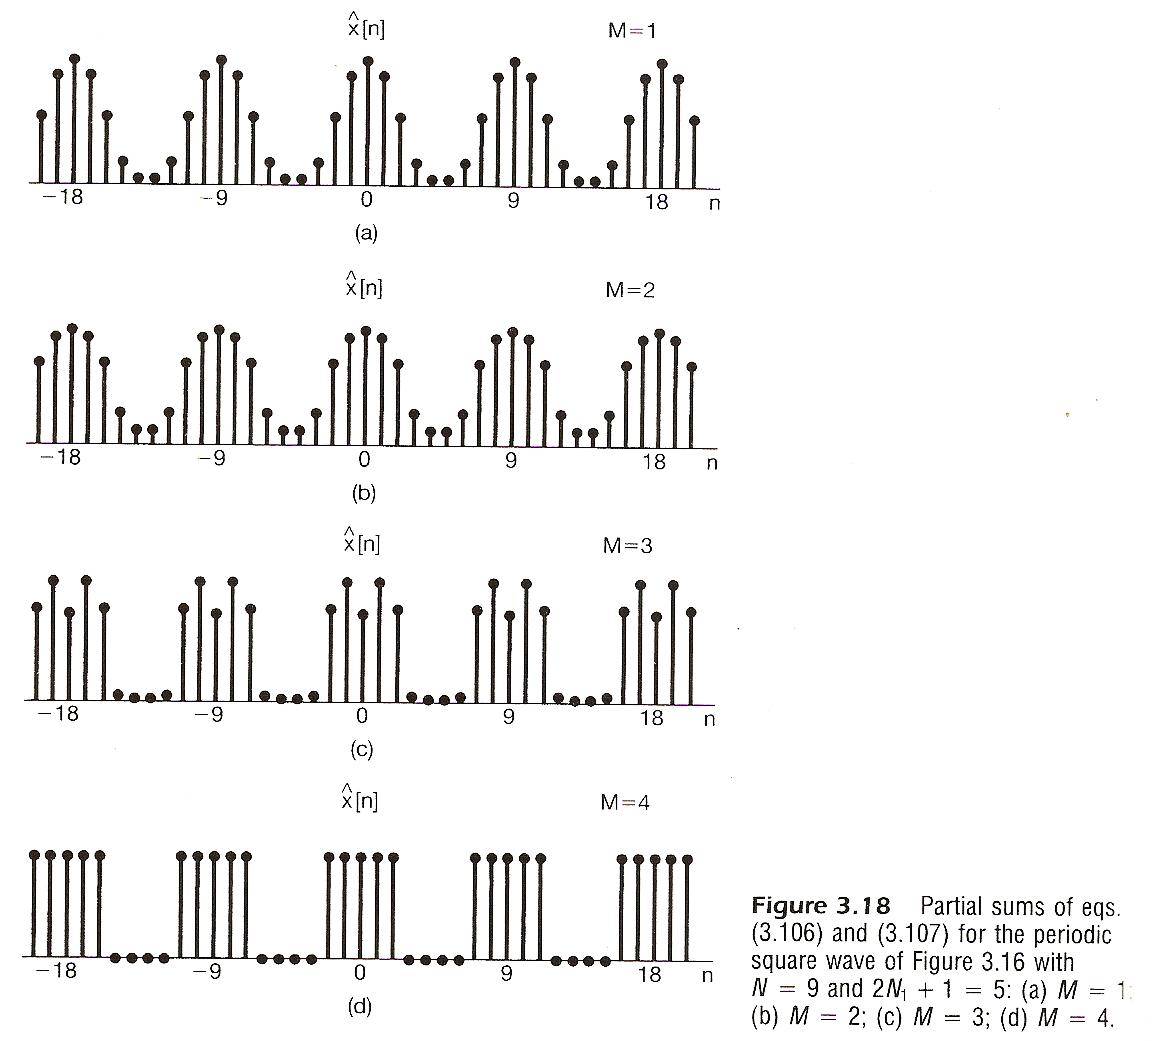 x̂[n] M=1
−18 −9 0 9 18 n
(a)
x̂[n] M=2
−18 −9 0 9 18 n
(b)
x̂[n] M=3
−18 −9 0 9 18 n
(c)
x̂[n] M=4
−18 −9 0 9 18 n
(d)
Figure 3.18 Partial sums of eqs.
(3.106) and (3.107) for the periodic
square wave of Figure 3.16 with
N = 9 and 2N₁ + 1 = 5: (a) M = 1;
(b) M = 2; (c) M = 3; (d) M = 4.